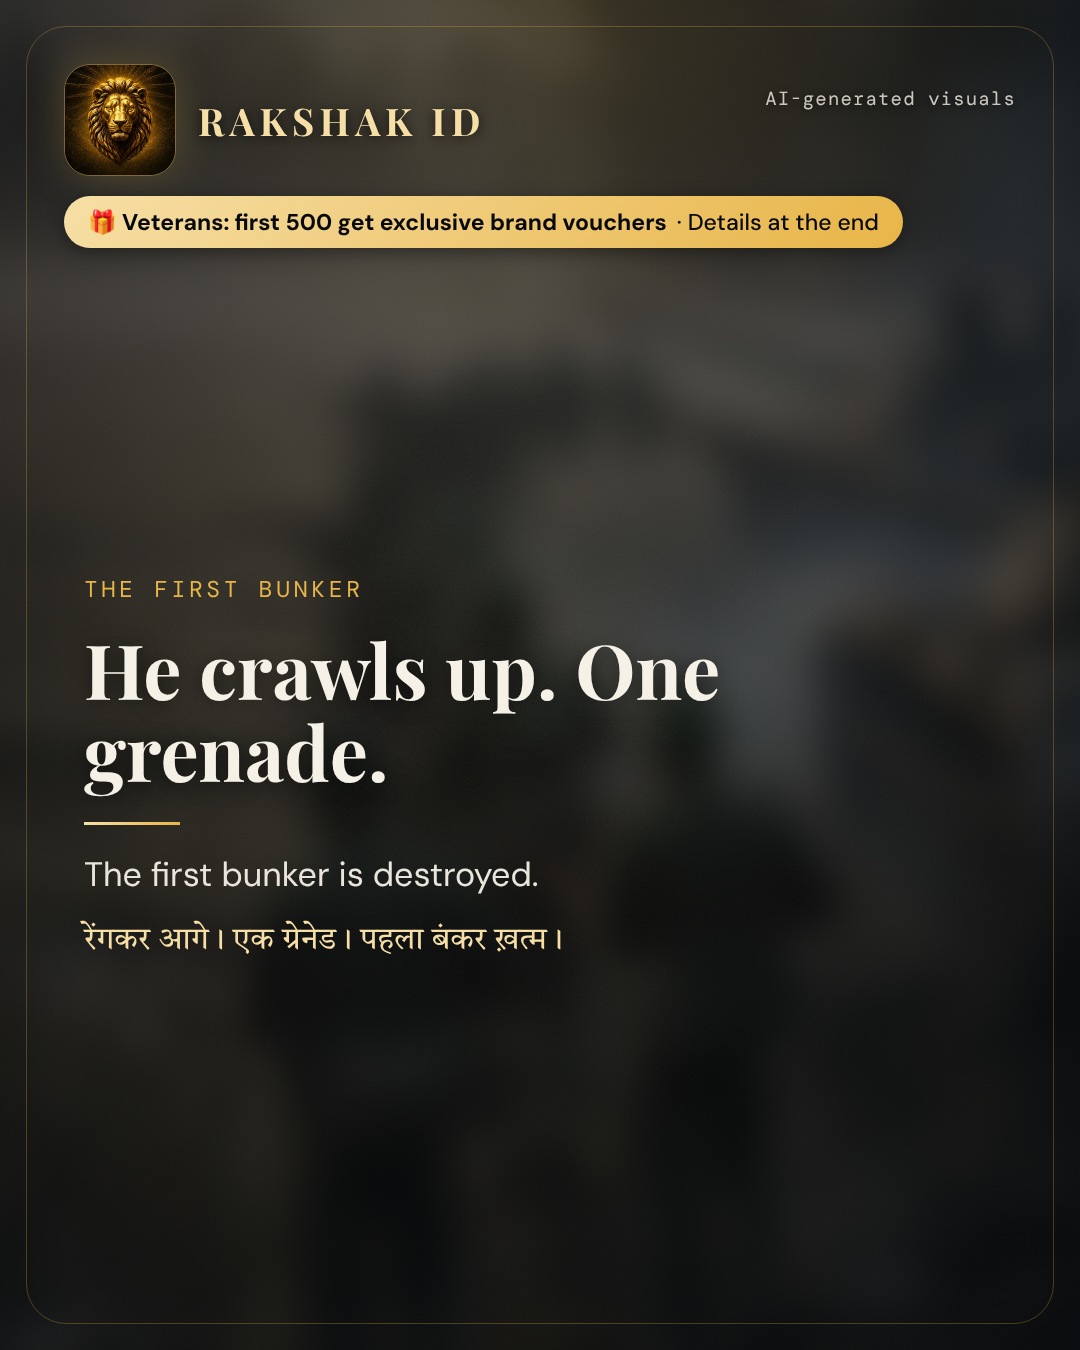 RAKSHAK ID
AI-generated visuals
🎁 Veterans: first 500 get exclusive brand vouchers · Details at the end
THE FIRST BUNKER
He crawls up. One
grenade.
The first bunker is destroyed.
रेंगकर आगे। एक ग्रेनेड। पहला बंकर ख़त्म।